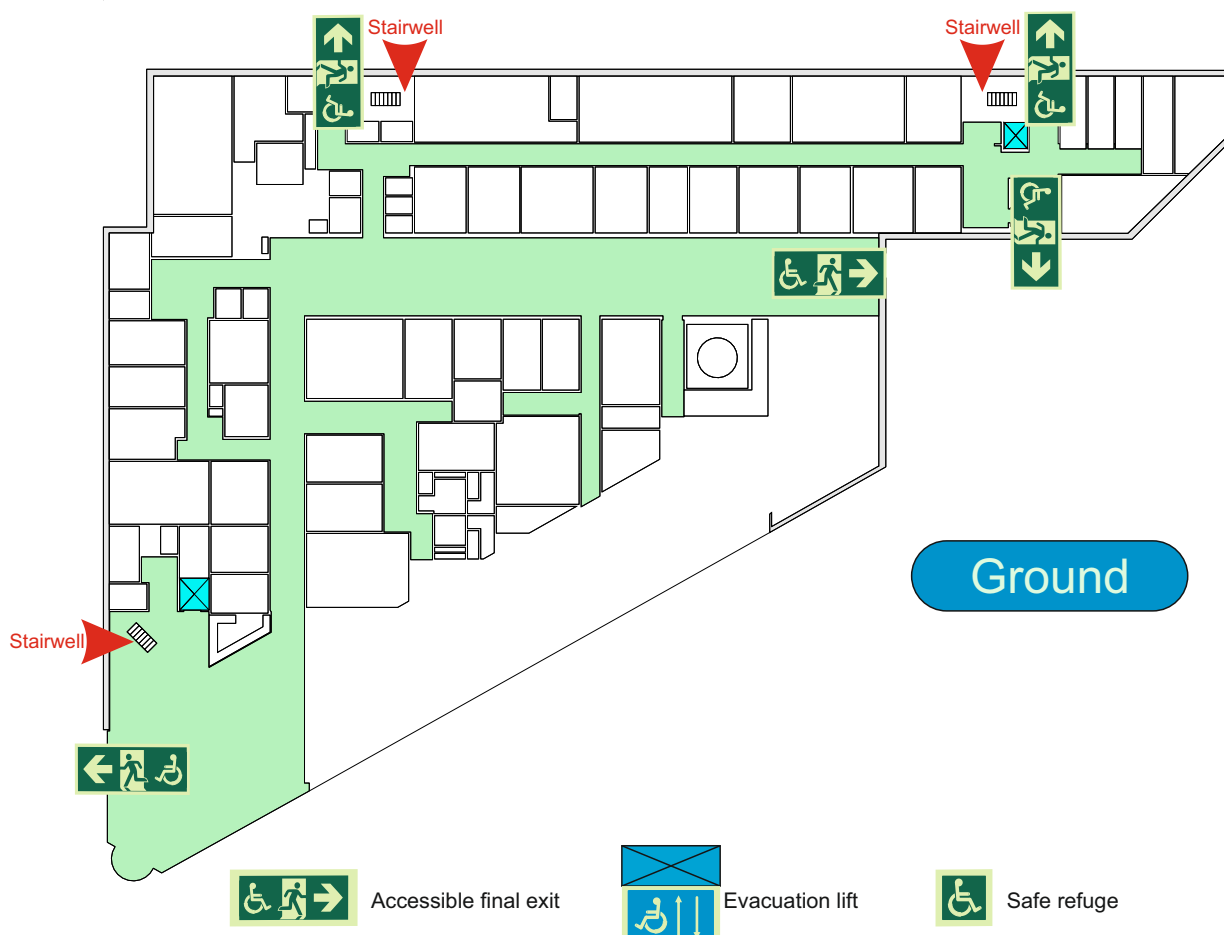 Stairwell
Stairwell
Ground
Stairwell
Accessible final exit
Evacuation lift
Safe refuge